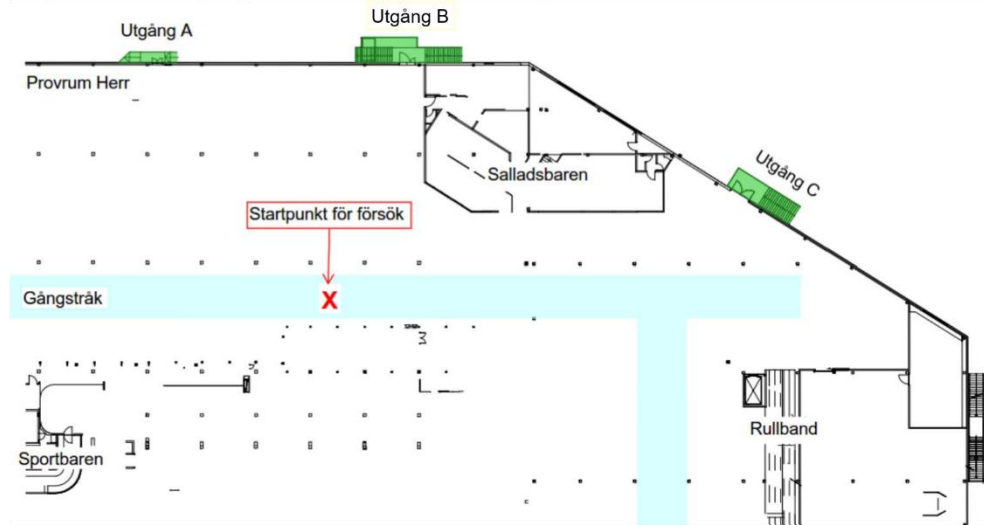 Utgång A
Utgång B
Provrum Herr
Salladsbaren
Utgång C
Startpunkt för försök
Gångstråk
X
Rullband
Sportbaren